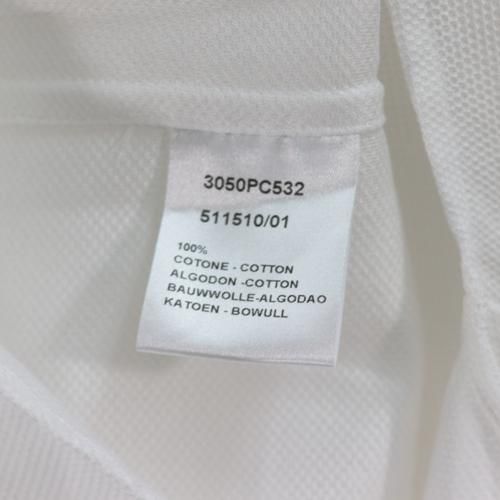 3050PC532
511510/01
100%
COTONE - COTTON
ALGODON -COTTON
BAUWWOLLE-ALGODAO
KATOEN - BOWULL